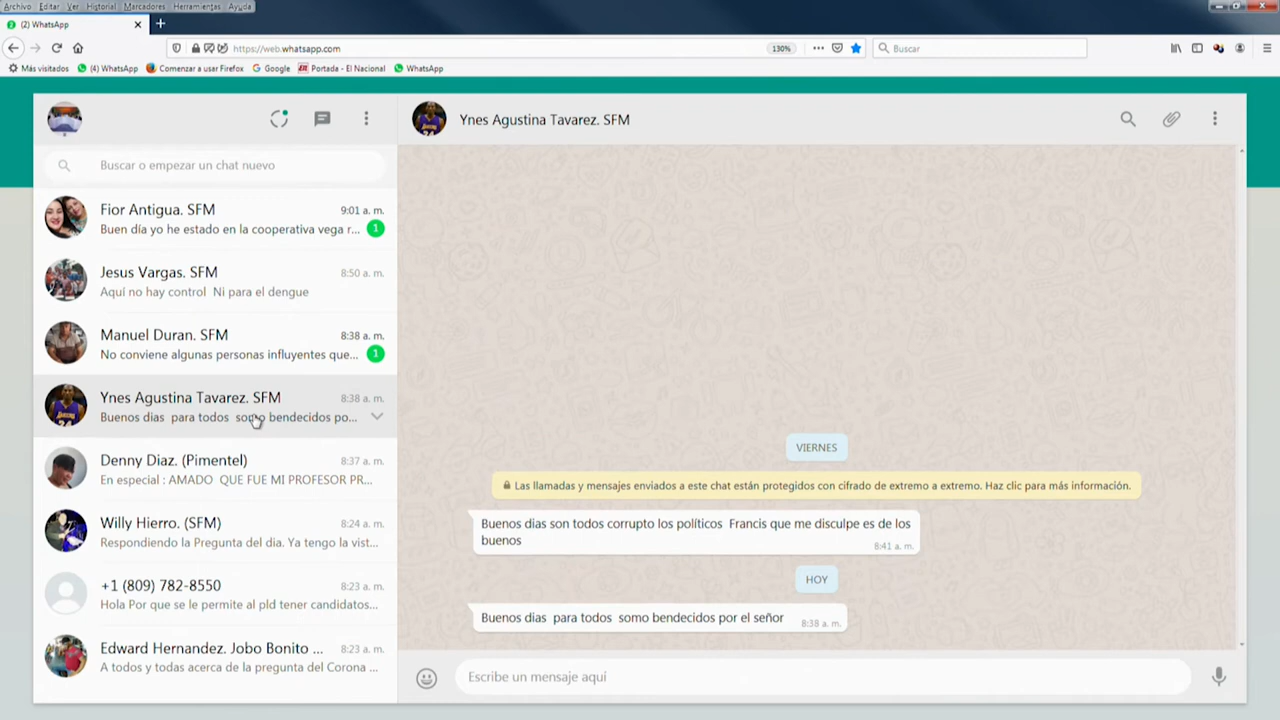 Archivo Editar Ver Historial Marcadores Herramientas Ayuda
(2) WhatsApp
https://web.whatsapp.com
130%
Buscar
Más visitados (4) WhatsApp Comenzar a usar Firefox Google Portada - El Nacional WhatsApp
Buscar o empezar un chat nuevo
Fior Antigua. SFM 9:01 a. m.
Buen día yo he estado en la cooperativa vega r... 1
Jesus Vargas. SFM 8:50 a. m.
Aqui no hay control Ni para el dengue
Manuel Duran. SFM 8:38 a. m.
No conviene algunas personas influyentes que... 1
Ynes Agustina Tavarez. SFM 8:38 a. m.
Buenos dias para todos somo bendecidos po...
Denny Diaz. (Pimentel) 8:37 a. m.
En especial : AMADO QUE FUE MI PROFESOR PR...
Willy Hierro. (SFM) 8:24 a. m.
Respondiendo la Pregunta del dia. Ya tengo la vist...
+1 (809) 782-8550 8:23 a. m.
Hola Por que se le permite al pld tener candidatos...
Edward Hernandez. Jobo Bonito ... 8:23 a. m.
A todos y todas acerca de la pregunta del Corona ...
Ynes Agustina Tavarez. SFM
VIERNES
Las llamadas y mensajes enviados a este chat están protegidos con cifrado de extremo a extremo. Haz clic para más información.
Buenos dias son todos corrupto los políticos Francis que me disculpe es de los
buenos
8:41 a. m.
HOY
Buenos dias para todos somo bendecidos por el señor 8:38 a. m.
Escribe un mensaje aquí